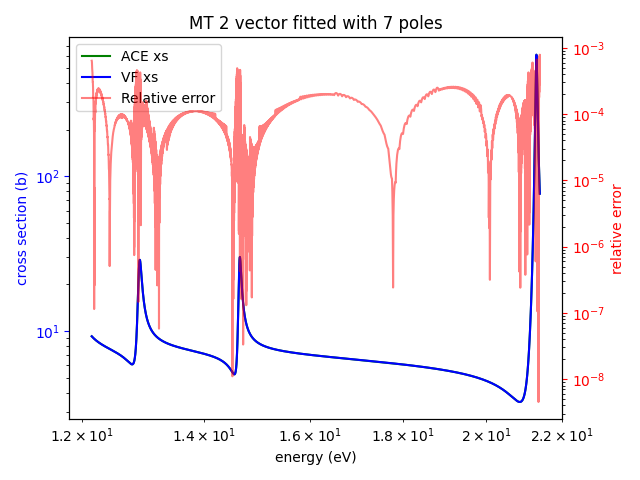 MT 2 vector fitted with 7 poles
ACE xs
VF xs
Relative error
cross section (b)
10²
10¹
relative error
10⁻³
10⁻⁴
10⁻⁵
10⁻⁶
10⁻⁷
10⁻⁸
1.2 × 10¹
1.4 × 10¹
1.6 × 10¹
1.8 × 10¹
2 × 10¹
2.2 × 10¹
energy (eV)